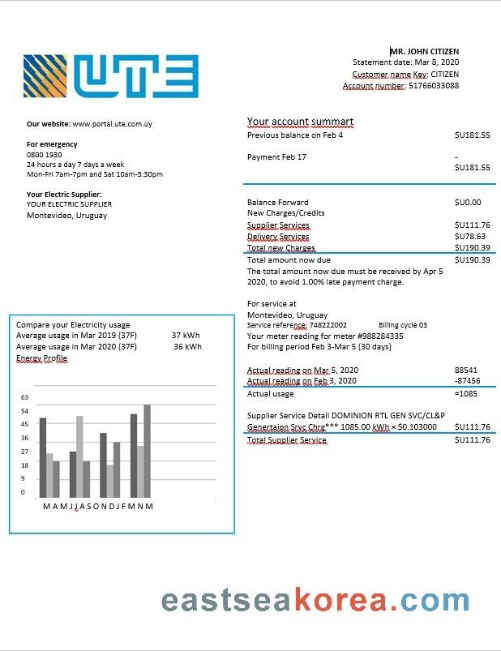 UTE
MR. JOHN CITIZEN
Statement date: Mar 8, 2020
Customer name Key: CITIZEN
Account number: 51766033088
Our website: www.portal.ute.com.uy
For emergency
0800 1930
24 hours a day 7 days a week
Mon-Fri 7am-7pm and Sat 10am-3:30pm
Your Electric Supplier:
YOUR ELECTRIC SUPPLIER
Montevideo, Uruguay
Your account summart
Previous balance on Feb 4 $U181.55
Payment Feb 17 -
$U181.55
Balance Forward $U0.00
New Charges/Credits
Supplier Services $U111.76
Delivery Services $U78.63
Total new Charges $U190.39
Total amount now due $U190.39
The total amount now due must be received by Apr 5
2020, to avoid 1.00% late payment charge.
For service at
Montevideo, Uruguay
Service reference: 748222002 Billing cycle 03
Your meter reading for meter #988284335
For billing period Feb 3-Mar 5 (30 days)
Actual reading on Mar 5, 2020 88541
Actual reading on Feb 3, 2020 -87456
Actual usage =1085
Supplier Service Detail DOMINION RTL GEN SVC/CL&P
Genertaion Srvc Chrg*** 1085.00 kWh × $0.103000 $U111.76
Total Supplier Service $U111.76
Compare your Electricity usage
Average usage in Mar 2019 (37F) 37 kWh
Average usage in Mar 2020 (37F) 36 kWh
Energy Profile
63
54
45
36
27
18
9
0
M A M J J A S O N D J F M N M
eastseakorea.com